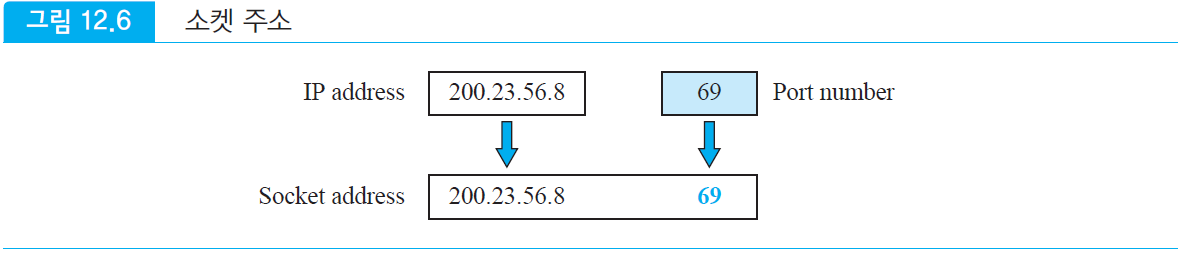 그림 12.6 소켓 주소
IP address 200.23.56.8 69 Port number
Socket address 200.23.56.8 69